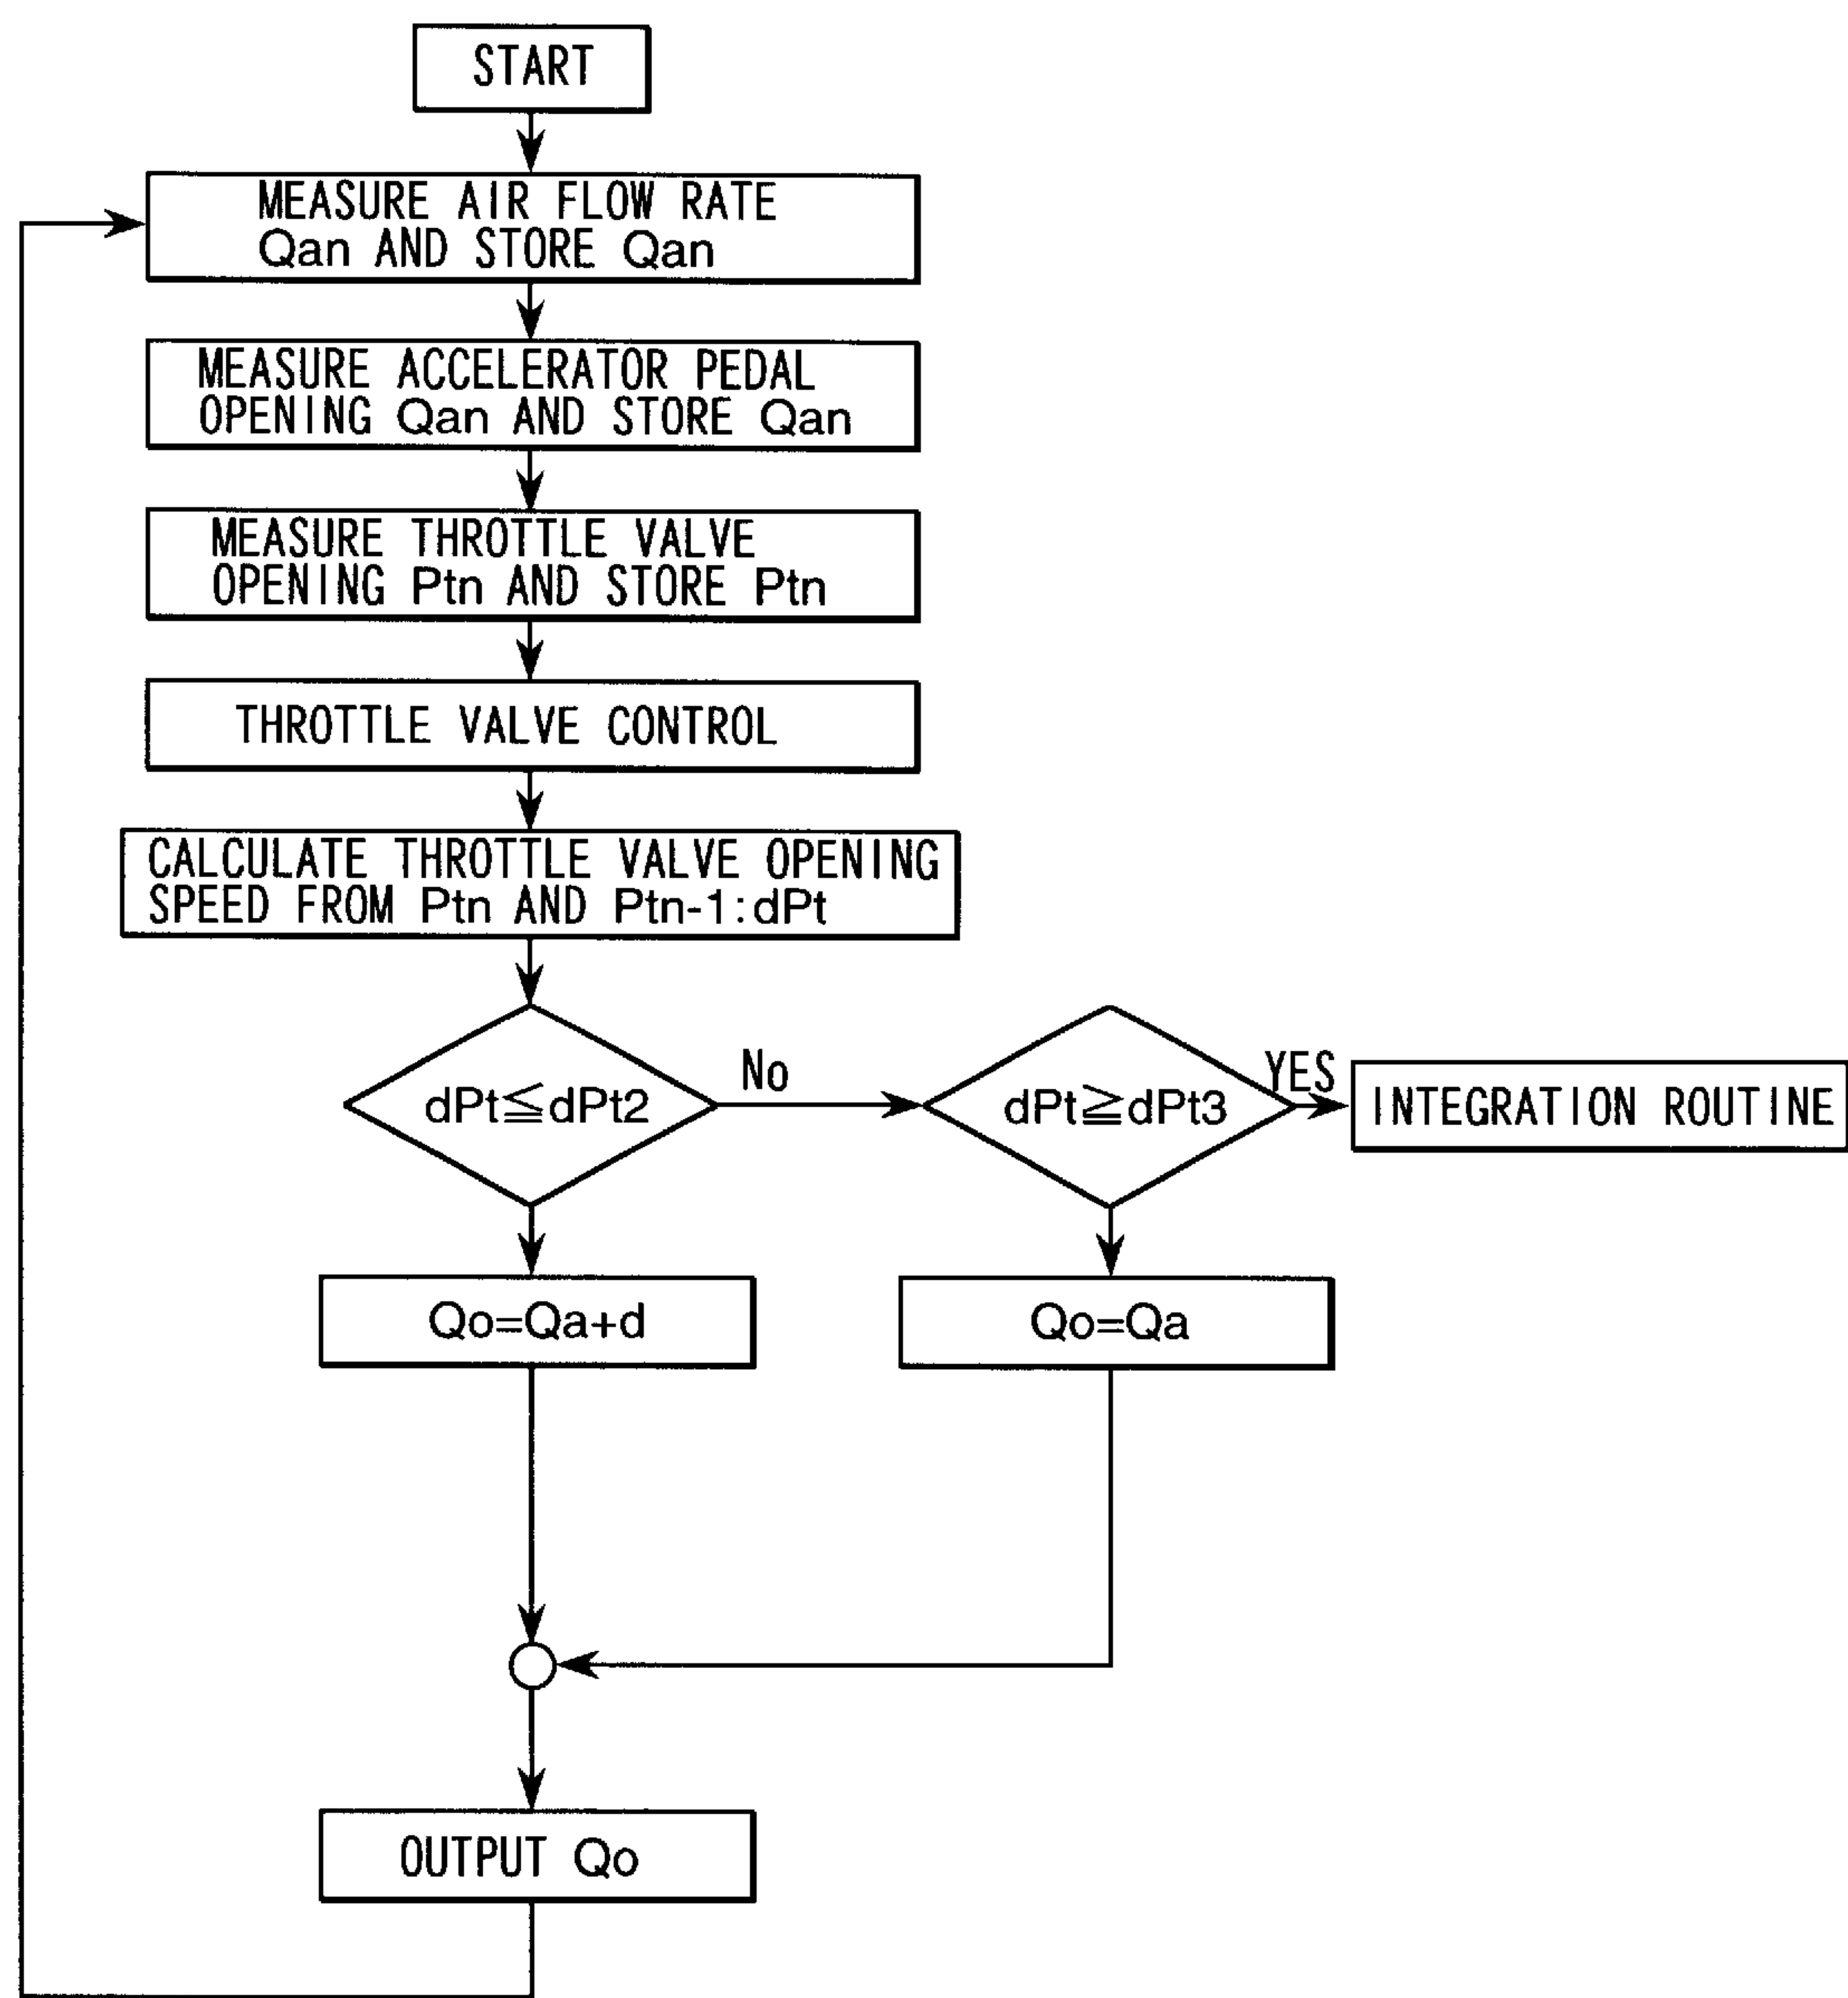 START
MEASURE AIR FLOW RATE
Qan AND STORE Qan
MEASURE ACCELERATOR PEDAL
OPENING Qan AND STORE Qan
MEASURE THROTTLE VALVE
OPENING Ptn AND STORE Ptn
THROTTLE VALVE CONTROL
CALCULATE THROTTLE VALVE OPENING
SPEED FROM Ptn AND Ptn-1:dPt
dPt≦dPt2
No
dPt≧dPt3
YES
INTEGRATION ROUTINE
Qo=Qa+d
Qo=Qa
OUTPUT Qo